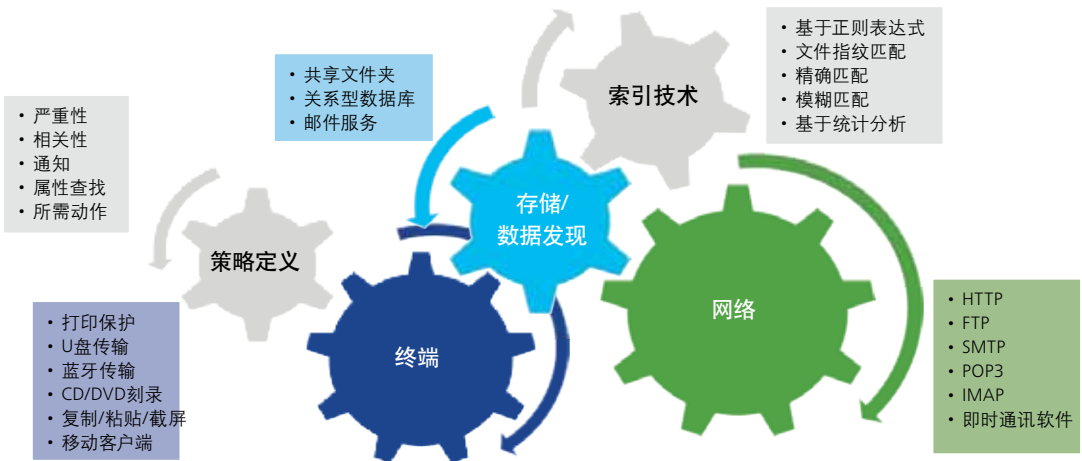 • 严重性
• 相关性
• 通知
• 属性查找
• 所需动作
策略定义
• 打印保护
• U盘传输
• 蓝牙传输
• CD/DVD刻录
• 复制/粘贴/截屏
• 移动客户端
终端
• 共享文件夹
• 关系型数据库
• 邮件服务
存储/
数据发现
索引技术
• 基于正则表达式
• 文件指纹匹配
• 精确匹配
• 模糊匹配
• 基于统计分析
网络
• HTTP
• FTP
• SMTP
• POP3
• IMAP
• 即时通讯软件